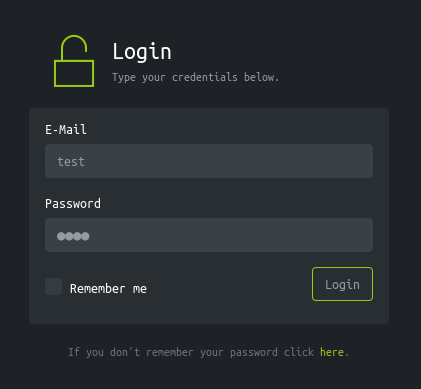 Login
Type your credentials below.
E-Mail
test
Password
●●●●
Remember me
Login
If you don't remember your password click here.